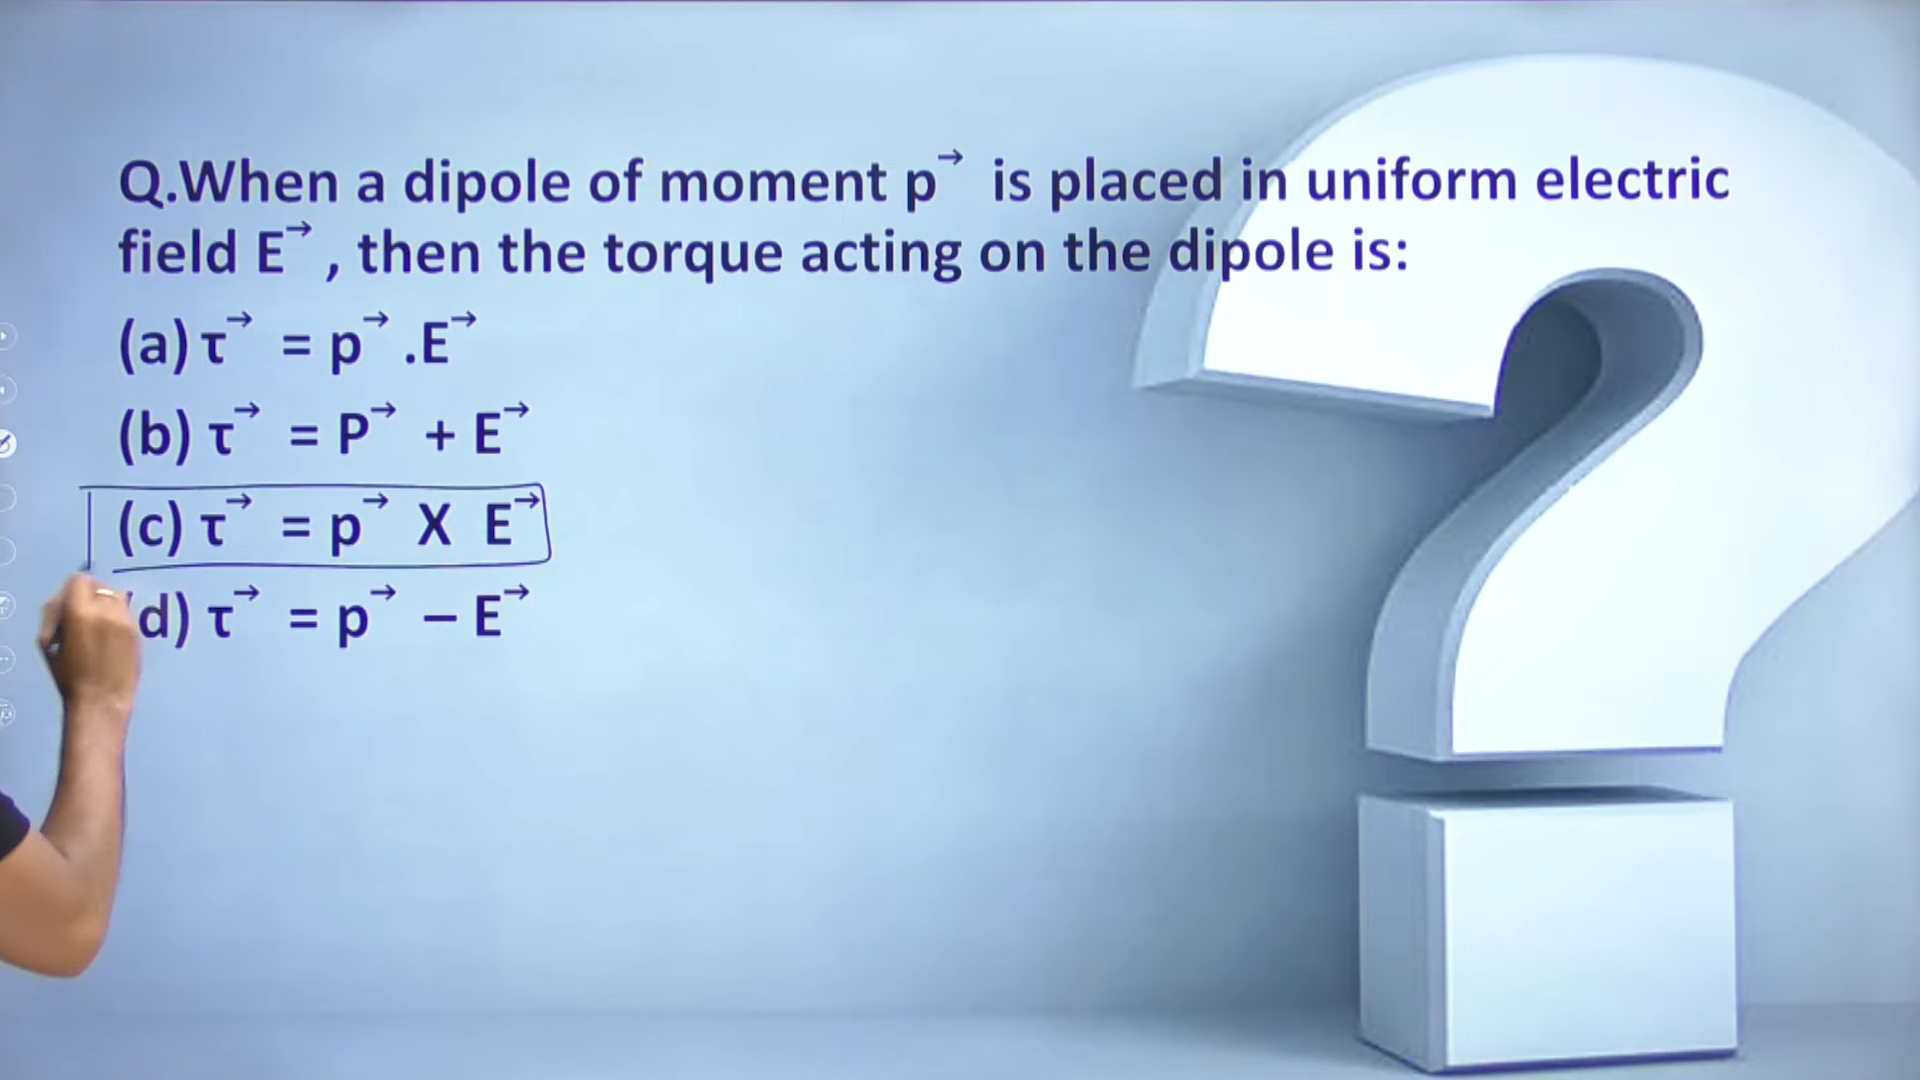 Q.When a dipole of moment p→ is placed in uniform electric
field E→ , then the torque acting on the dipole is:
(a) τ→ = p→ .E→
(b) τ→ = P→ + E→
(c) τ→ = p→ X E→
(d) τ→ = p→ – E→